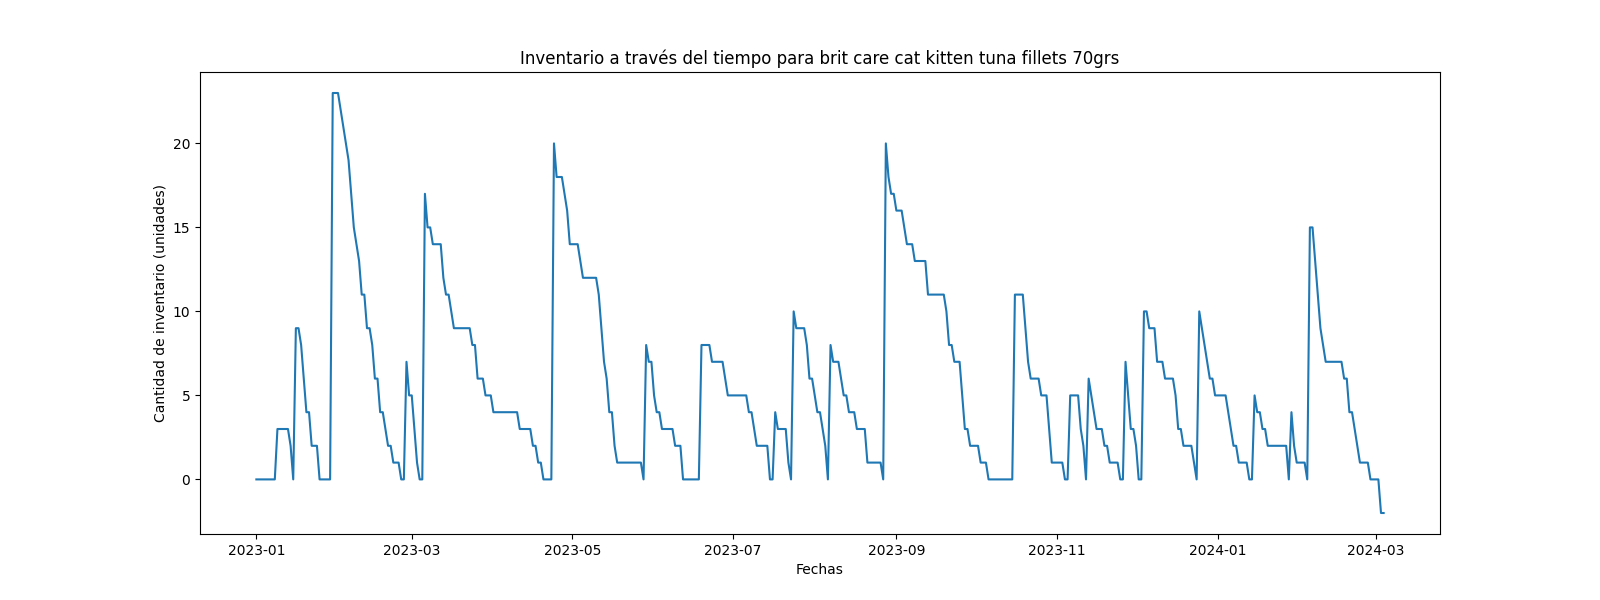 Inventario a través del tiempo para brit care cat kitten tuna fillets 70grs
Cantidad de inventario (unidades)
20
15
10
5
0
2023-01 2023-03 2023-05 2023-07 2023-09 2023-11 2024-01 2024-03
Fechas